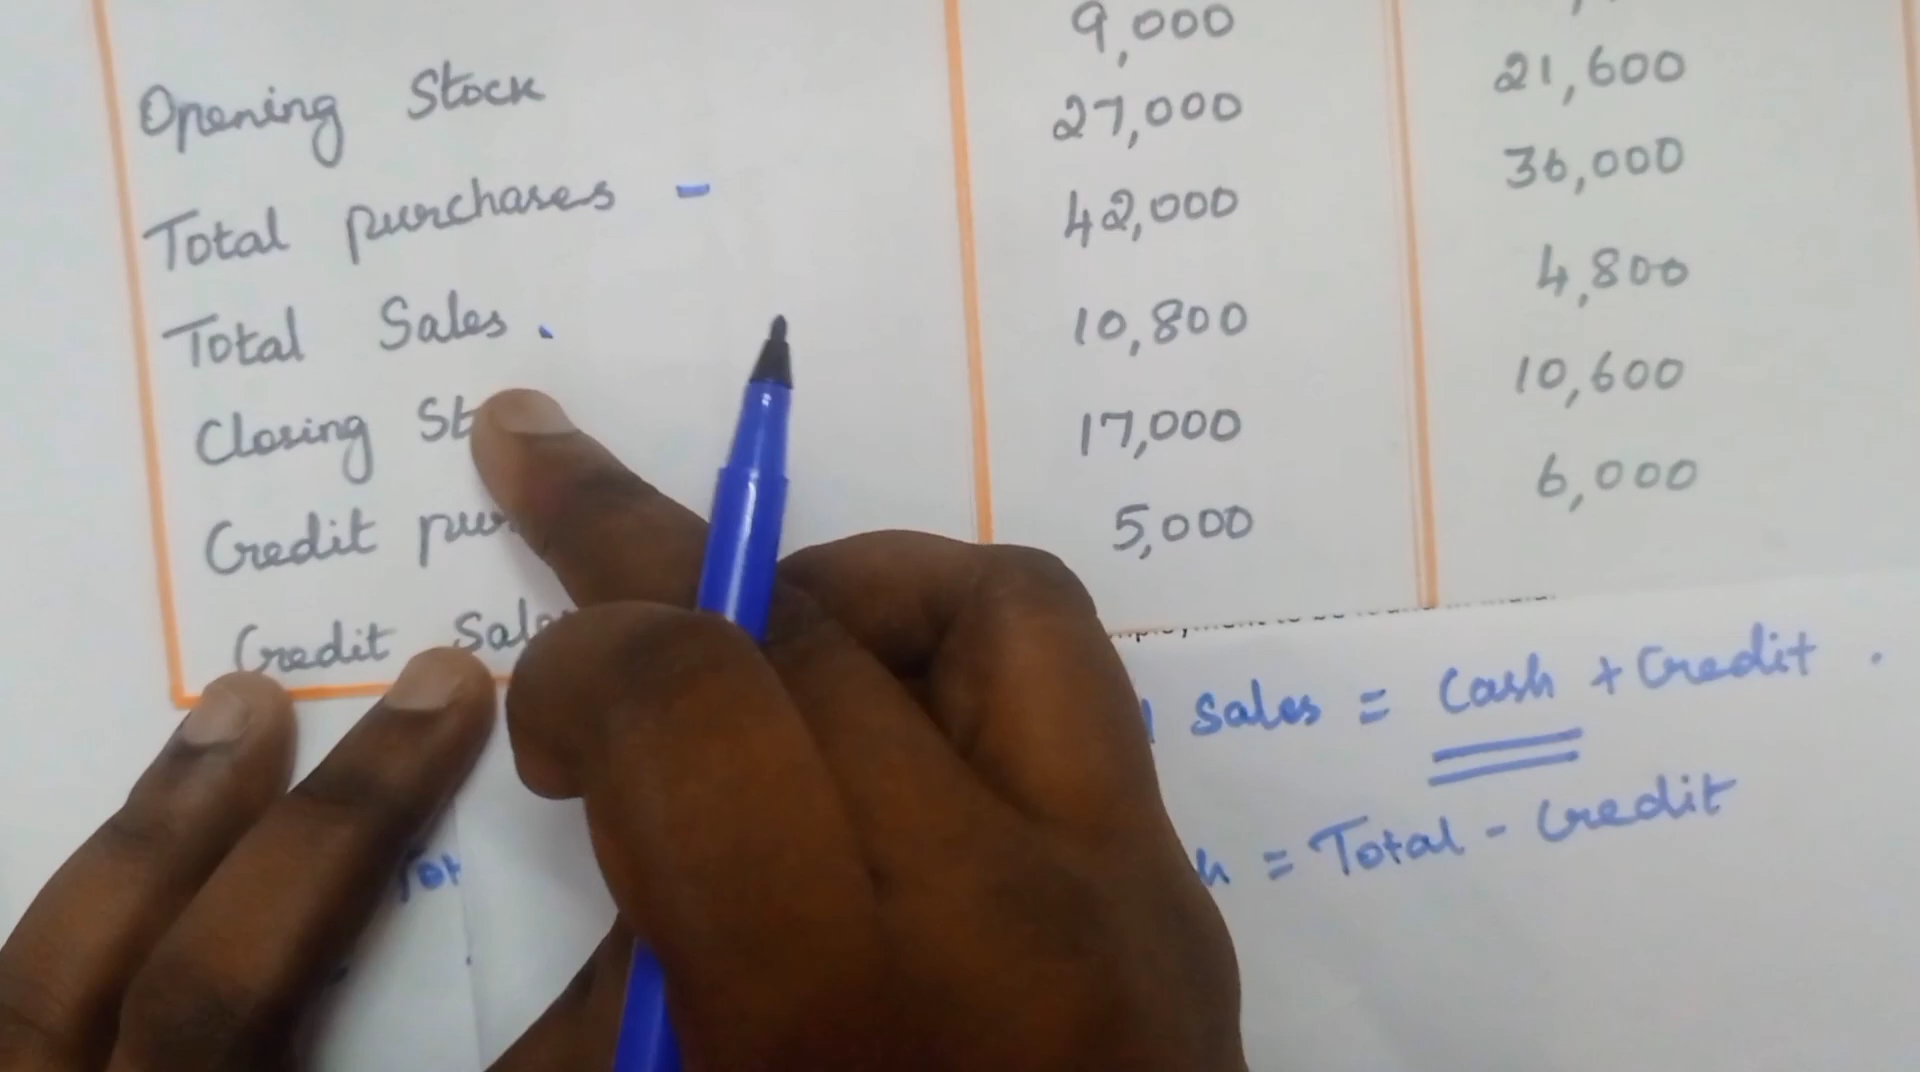 Opening Stock 9,000
Total purchases - 27,000 21,600
Total Sales . 42,000 36,000
Closing St 10,800 4,800
Credit pur 17,000 10,600
Credit Sale 5,000 6,000
Sales = Cash + Credit .
h = Total - Credit
Tot